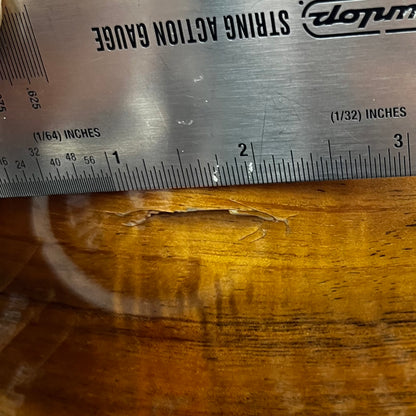 STRING ACTION GAUGE
.625
(1/64) INCHES
(1/32) INCHES
16 24 32 40 48 56 1 2 3